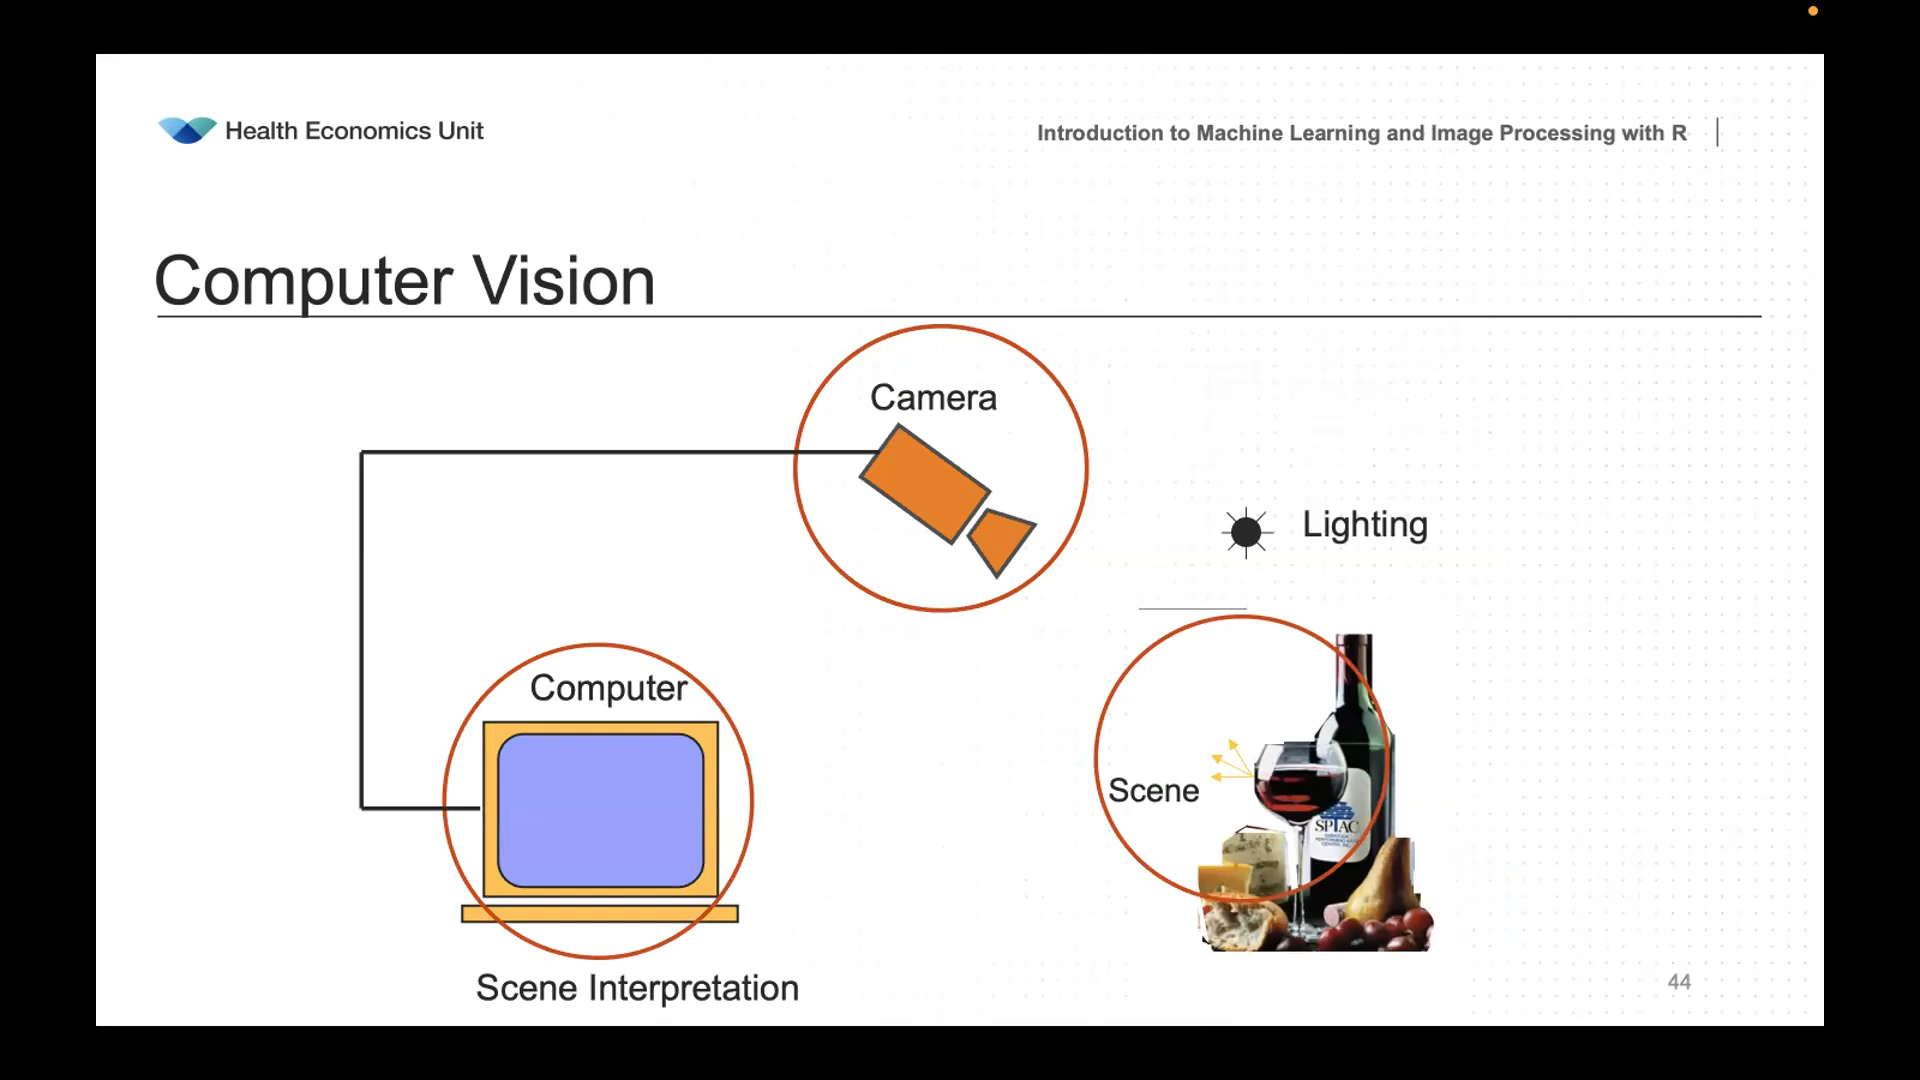 Health Economics Unit
Introduction to Machine Learning and Image Processing with R
Computer Vision
Camera
Lighting
Computer
Scene
SPTAC
Scene Interpretation
44